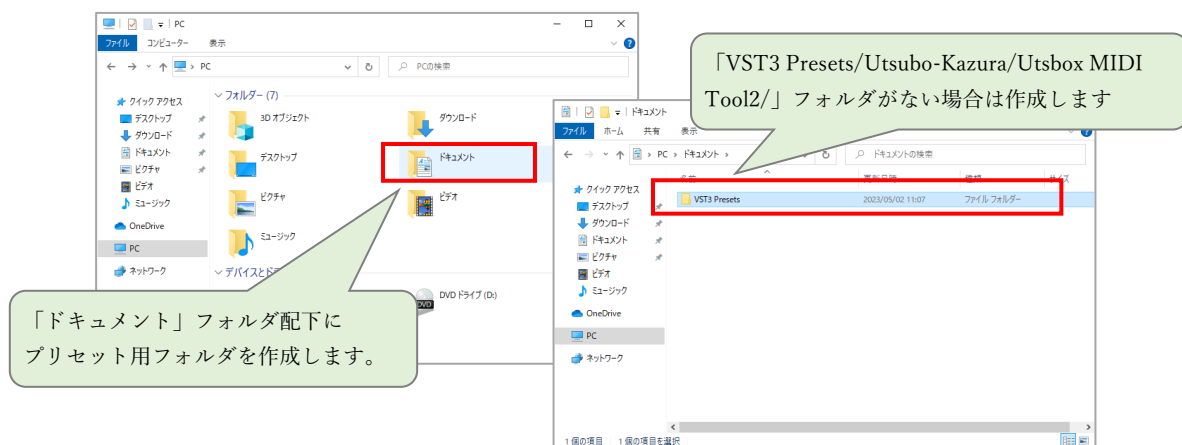 PC
ファイル
コンピューター
表示
PC
PCの検索
クイック アクセス
デスクトップ
ダウンロード
ドキュメント
ピクチャ
ビデオ
ミュージック
OneDrive
PC
ネットワーク
フォルダー (7)
3D オブジェクト
ダウンロード
デスクトップ
ドキュメント
ピクチャ
ビデオ
ミュージック
デバイスとド
DVD ドライブ (D:)
DVD
「ドキュメント」フォルダ配下に
プリセット用フォルダを作成します。
「VST3 Presets/Utsubo-Kazura/Utsbox MIDI
Tool2/」フォルダがない場合は作成します
ドキュメント
ファイル
ホーム
共有
表示
PC
ドキュメント
ドキュメントの検索
名前
更新日時
種類
サイズ
クイック アクセス
デスクトップ
ダウンロード
ドキュメント
ピクチャ
ビデオ
ミュージック
OneDrive
PC
ネットワーク
VST3 Presets
2023/05/02 11:07
ファイル フォルダー
1 個の項目
1 個の項目を選択